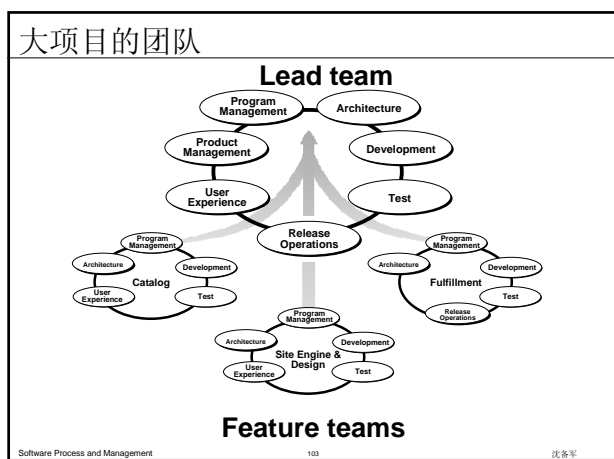 大项目的团队
Lead team
Program
Management
Architecture
Product
Management
Development
User
Experience
Test
Release
Operations
Program
Management
Architecture
Development
Catalog
User
Experience
Test
Program
Management
Architecture
Development
Fulfillment
Test
Release
Operations
Program
Management
Architecture
Development
Site Engine &
Design
User
Experience
Test
Feature teams
Software Process and Management
103
沈备军